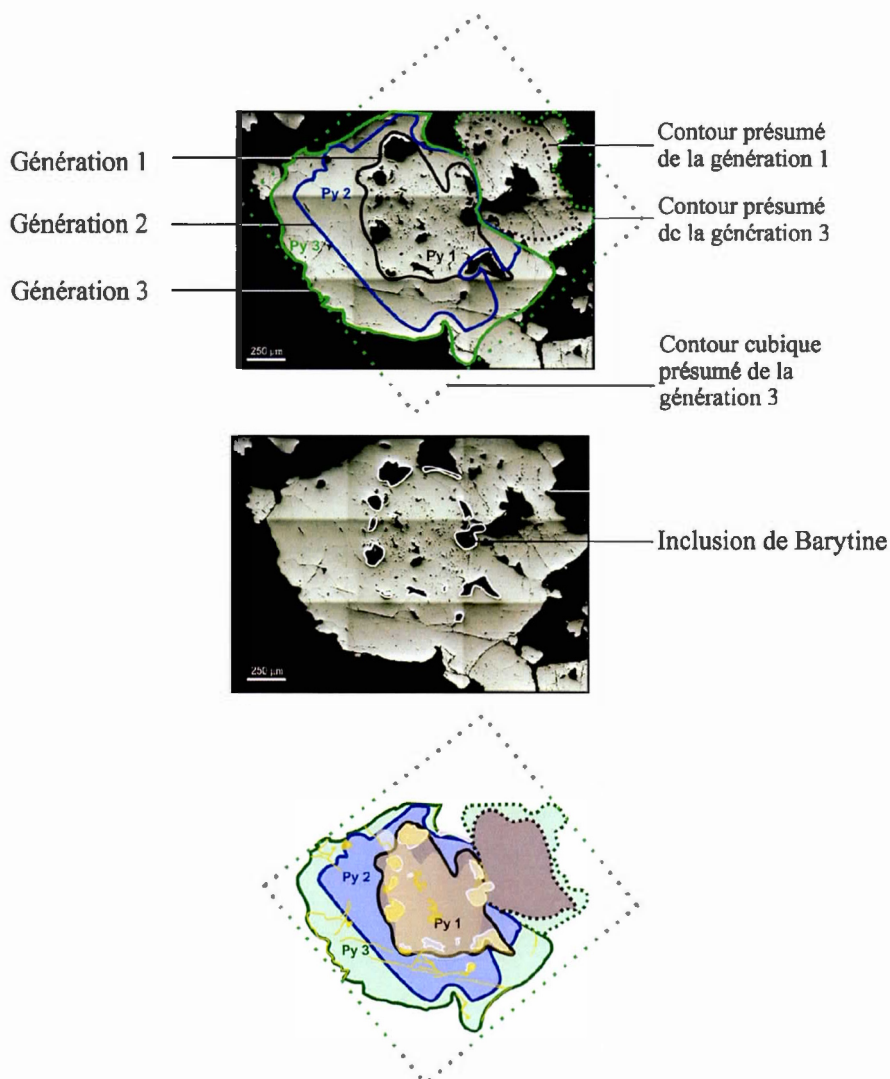 Génération 1
Génération 2
Génération 3
Py 2
Py 3
Py 1
250 µm
Contour présumé
de la génération 1
Contour présumé
de la génération 3
Contour cubique
présumé de la
génération 3
250 µm
Inclusion de Barytine
Py 2
Py 1
Py 3